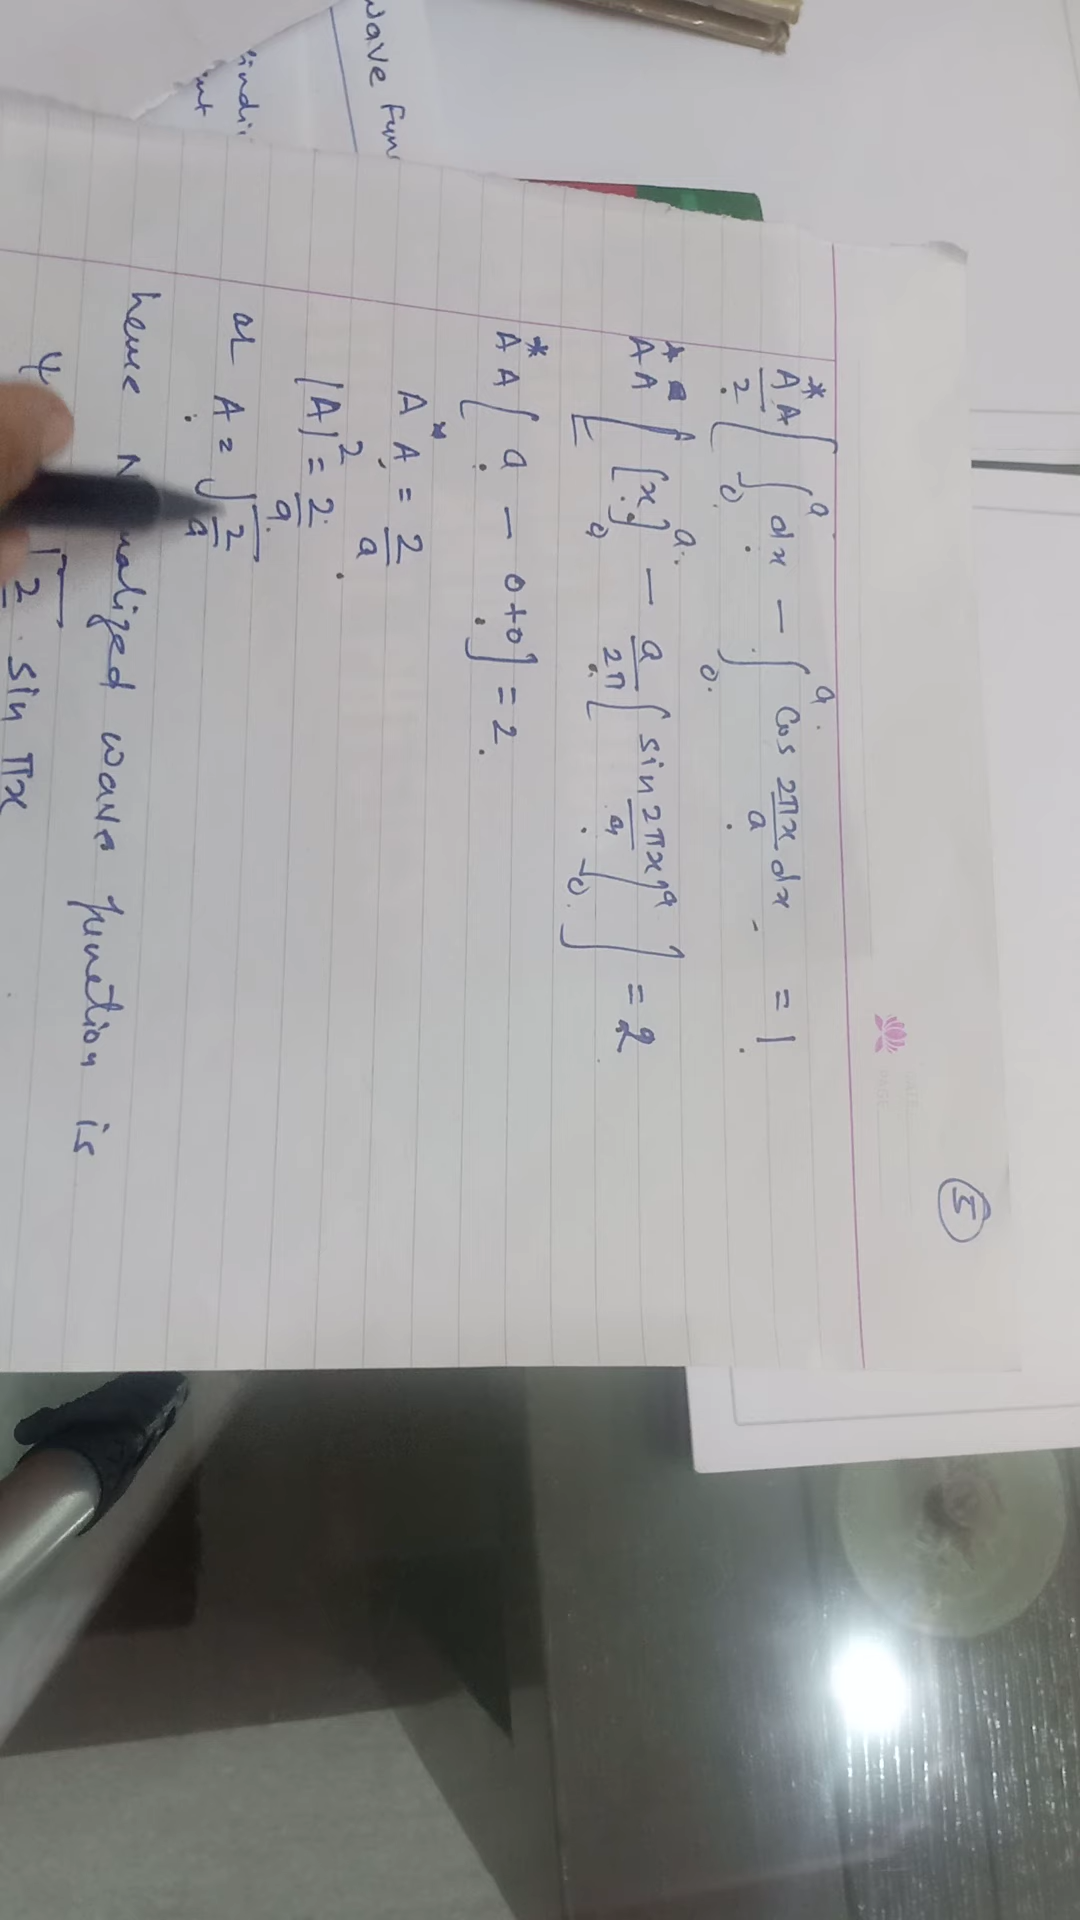 wave Fun
⑤
A*A/2 [ ∫₀ᵃ dx − ∫₀ᵃ Cos 2πx/a dx = 1
A*A [ [x]₀ᵃ − a/2π [ sin 2πx/a ]₀ᵃ ] = 2
A*A [ a − 0+0 ] = 2
A*A = 2/a
|A|² = 2/a
or A = √2/a
hence Normalized wave function is
ψ √2 sin πx